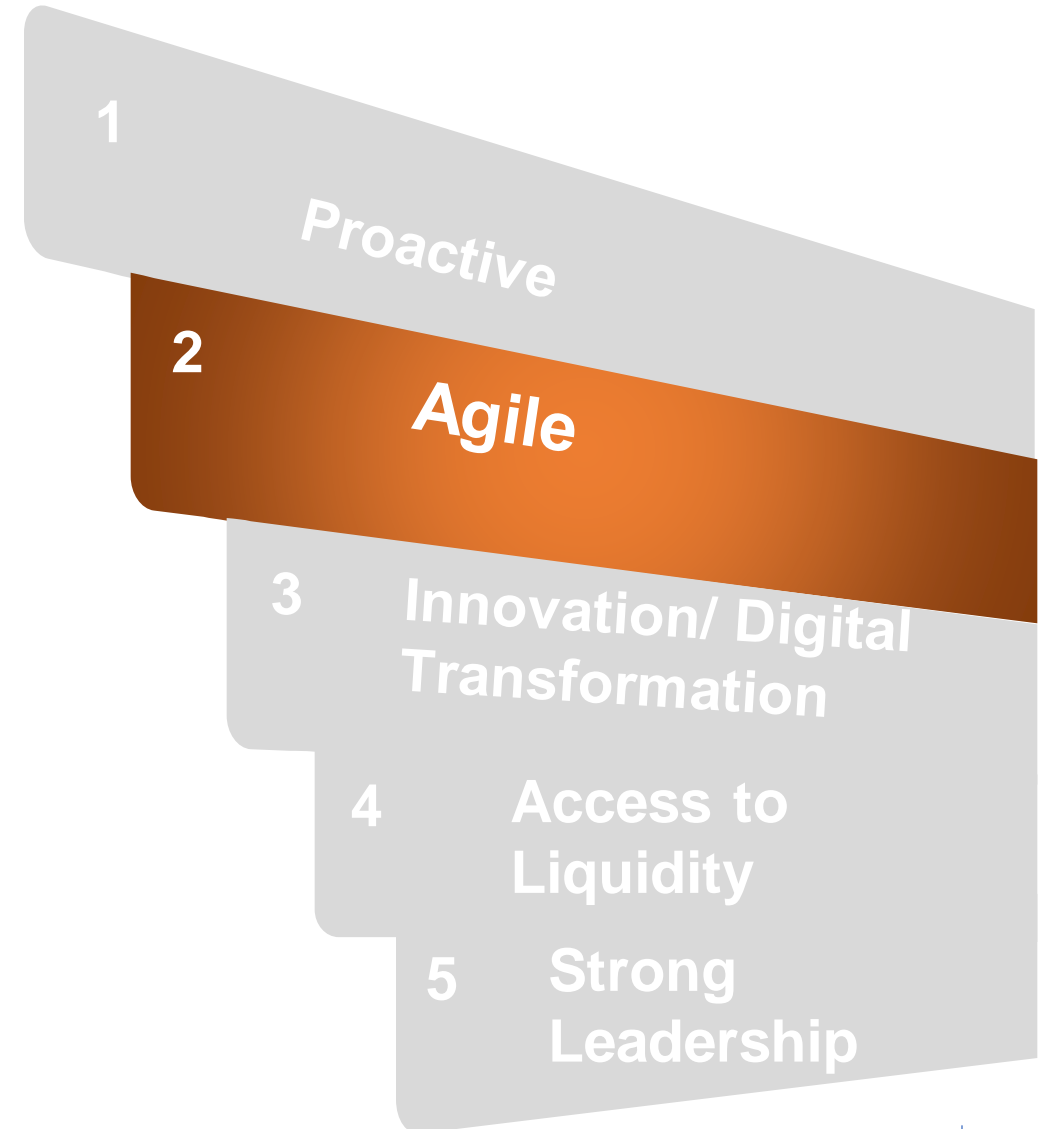 1
Proactive
2
Agile
3
Innovation/ Digital
Transformation
4
Access to
Liquidity
5
Strong
Leadership